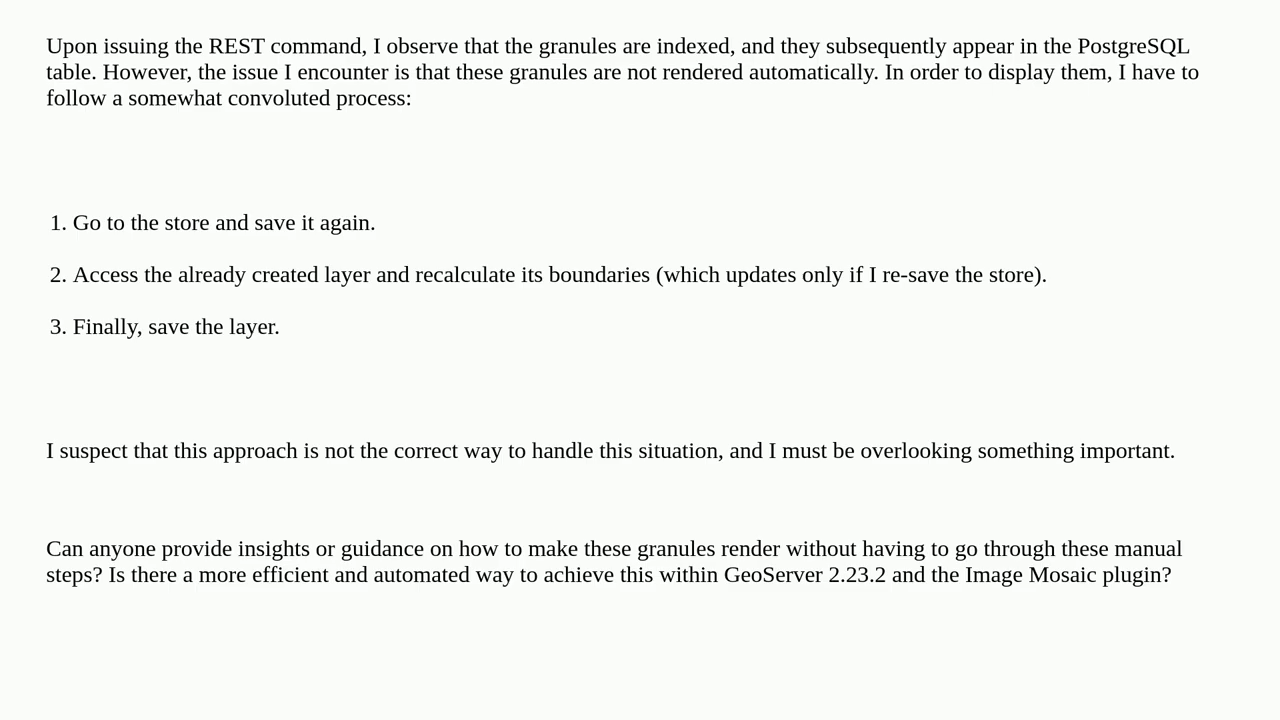 Upon issuing the REST command, I observe that the granules are indexed, and they subsequently appear in the PostgreSQL
table. However, the issue I encounter is that these granules are not rendered automatically. In order to display them, I have to
follow a somewhat convoluted process:
1. Go to the store and save it again.
2. Access the already created layer and recalculate its boundaries (which updates only if I re-save the store).
3. Finally, save the layer.
I suspect that this approach is not the correct way to handle this situation, and I must be overlooking something important.
Can anyone provide insights or guidance on how to make these granules render without having to go through these manual
steps? Is there a more efficient and automated way to achieve this within GeoServer 2.23.2 and the Image Mosaic plugin?